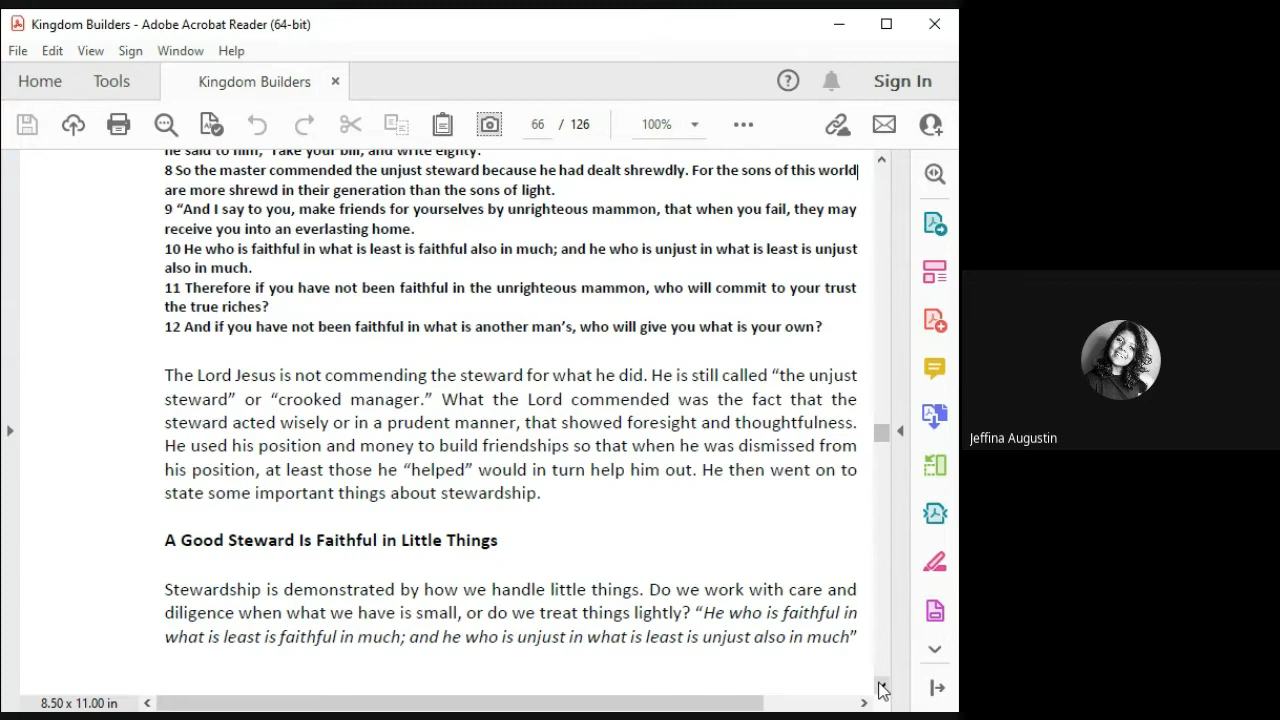 Kingdom Builders - Adobe Acrobat Reader (64-bit)
File Edit View Sign Window Help
Home Tools Kingdom Builders × Sign In
66 / 126 100%
he said to him, 'Take your bill, and write eighty.'
8 So the master commended the unjust steward because he had dealt shrewdly. For the sons of this world
are more shrewd in their generation than the sons of light.
9 “And I say to you, make friends for yourselves by unrighteous mammon, that when you fail, they may
receive you into an everlasting home.
10 He who is faithful in what is least is faithful also in much; and he who is unjust in what is least is unjust
also in much.
11 Therefore if you have not been faithful in the unrighteous mammon, who will commit to your trust
the true riches?
12 And if you have not been faithful in what is another man’s, who will give you what is your own?
The Lord Jesus is not commending the steward for what he did. He is still called “the unjust
steward” or “crooked manager.” What the Lord commended was the fact that the
steward acted wisely or in a prudent manner, that showed foresight and thoughtfulness.
He used his position and money to build friendships so that when he was dismissed from
his position, at least those he “helped” would in turn help him out. He then went on to
state some important things about stewardship.
A Good Steward Is Faithful in Little Things
Stewardship is demonstrated by how we handle little things. Do we work with care and
diligence when what we have is small, or do we treat things lightly? “He who is faithful in
what is least is faithful in much; and he who is unjust in what is least is unjust also in much”
8.50 x 11.00 in
Jeffina Augustin